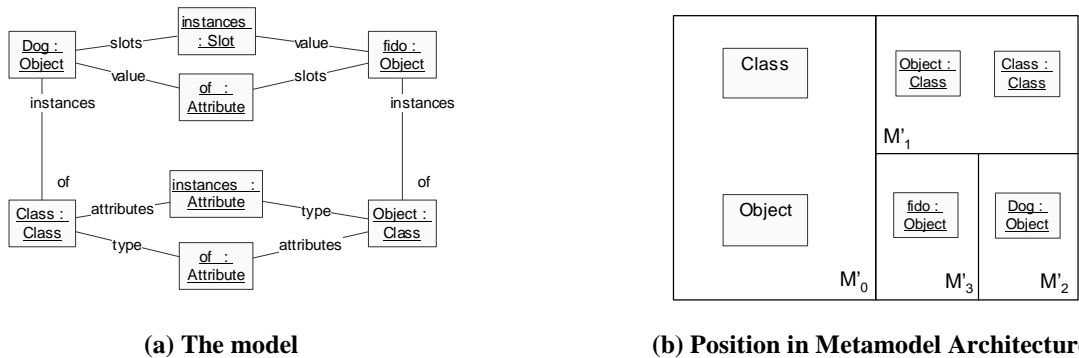 instances
: Slot
Dog :
Object
slots
value
fido :
Object
value
slots
of :
Attribute
instances
instances
of
of
instances :
Attribute
Class :
Class
attributes
type
Object :
Class
type
attributes
of :
Attribute
(a) The model
Class
Object :
Class
Class :
Class
M'1
Object
fido :
Object
Dog :
Object
M'0
M'3
M'2
(b) Position in Metamodel Architectur